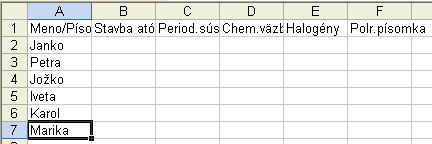 A B C D E F
1 Meno/Píso Stavba ató Period.sús Chem.väzb Halogény Polr.písomka
2 Janko
3 Petra
4 Jožko
5 Iveta
6 Karol
7 Marika